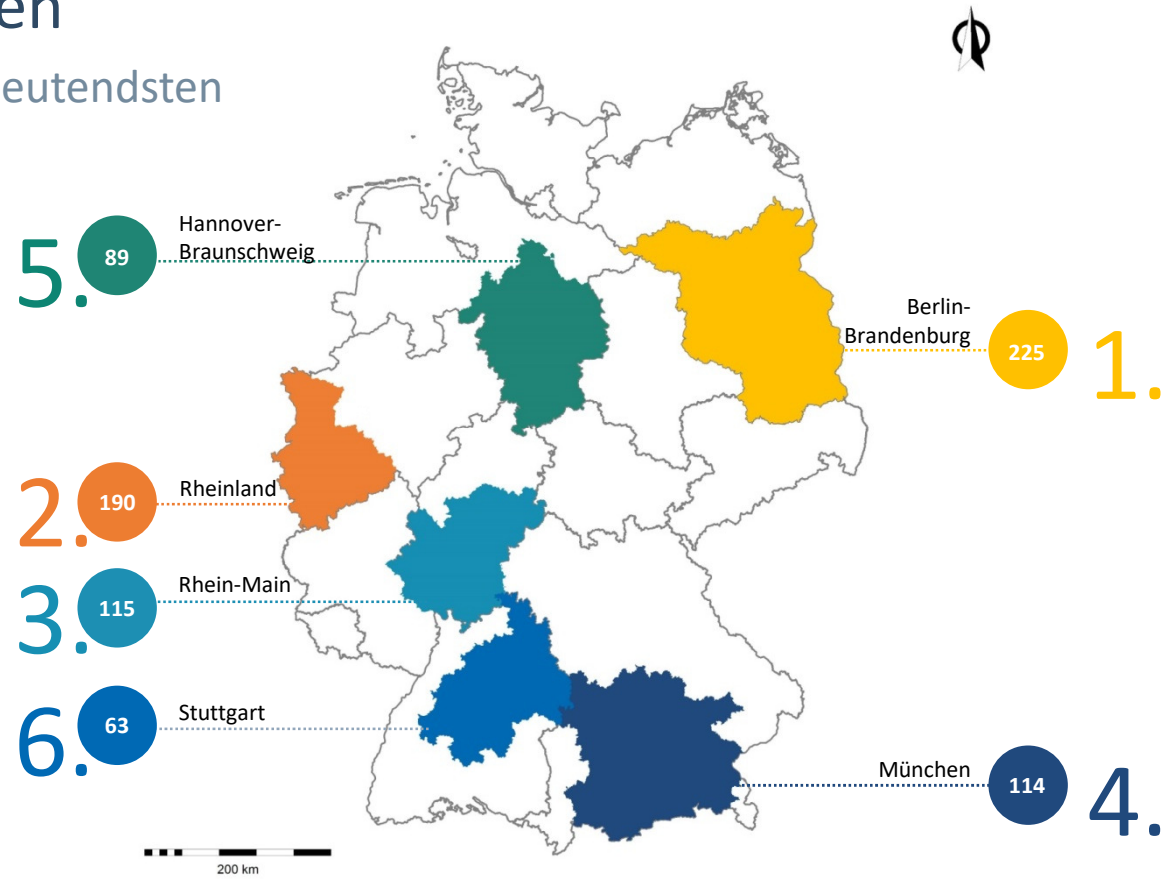 en
eutendsten
Hannover-
Braunschweig
5.
89
Berlin-
Brandenburg
225
1.
2.
190
Rheinland
3.
115
Rhein-Main
6.
63
Stuttgart
München
114
4.
200 km